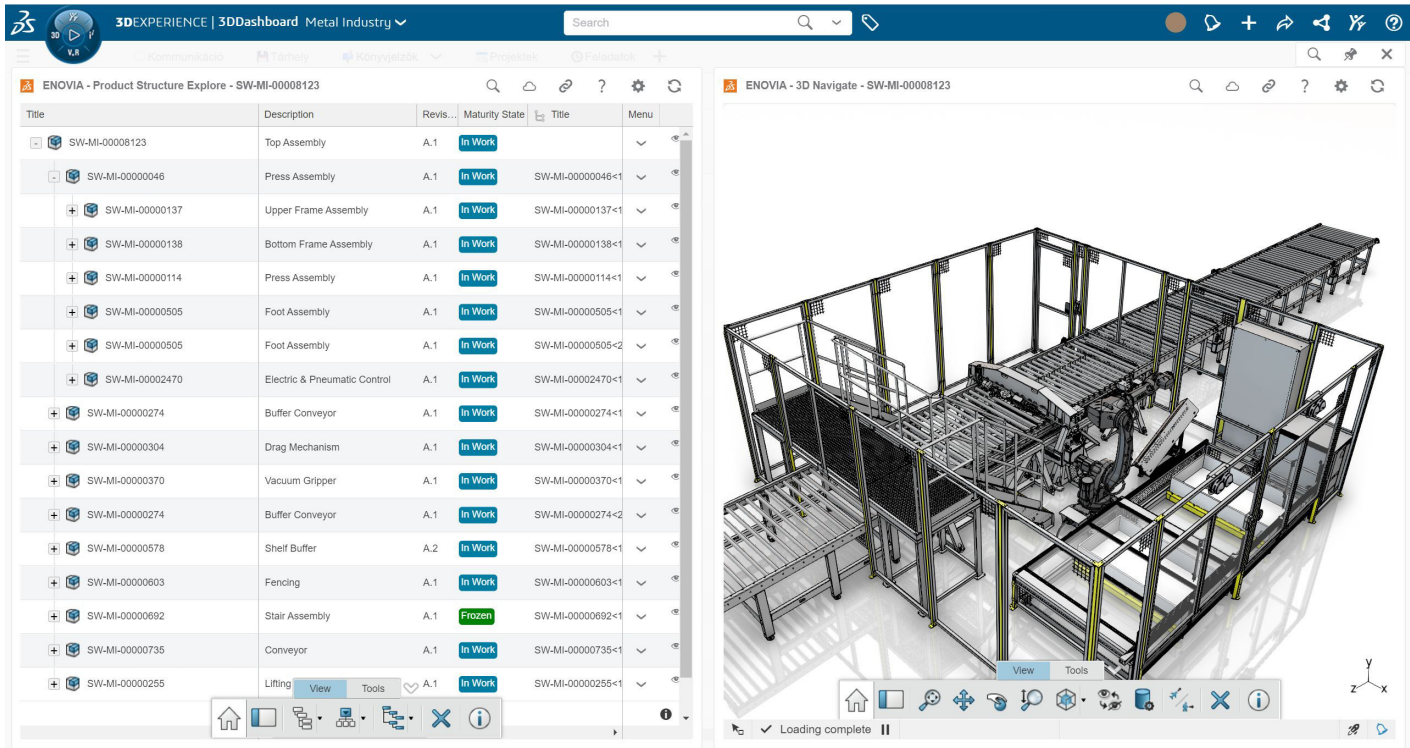 3DEXPERIENCE | 3DDashboard Metal Industry
Search
3D
V.R
Kommunikáció Támely Könyvjelzők Projektek Feladatok
ENOVIA - Product Structure Explore - SW-MI-00008123
Title Description Revis... Maturity State Title Menu
SW-MI-00008123 Top Assembly A.1 In Work
SW-MI-00000046 Press Assembly A.1 In Work SW-MI-00000046<1
SW-MI-00000137 Upper Frame Assembly A.1 In Work SW-MI-00000137<1
SW-MI-00000138 Bottom Frame Assembly A.1 In Work SW-MI-00000138<1
SW-MI-00000114 Press Assembly A.1 In Work SW-MI-00000114<1
SW-MI-00000505 Foot Assembly A.1 In Work SW-MI-00000505<1
SW-MI-00000505 Foot Assembly A.1 In Work SW-MI-00000505<2
SW-MI-00002470 Electric & Pneumatic Control A.1 In Work SW-MI-00002470<1
SW-MI-00000274 Buffer Conveyor A.1 In Work SW-MI-00000274<1
SW-MI-00000304 Drag Mechanism A.1 In Work SW-MI-00000304<1
SW-MI-00000370 Vacuum Gripper A.1 In Work SW-MI-00000370<1
SW-MI-00000274 Buffer Conveyor A.1 In Work SW-MI-00000274<2
SW-MI-00000578 Shelf Buffer A.2 In Work SW-MI-00000578<1
SW-MI-00000603 Fencing A.1 In Work SW-MI-00000603<1
SW-MI-00000692 Stair Assembly A.1 Frozen SW-MI-00000692<1
SW-MI-00000735 Conveyor A.1 In Work SW-MI-00000735<1
SW-MI-00000255 Lifting A.1 In Work SW-MI-00000255<1
View Tools
ENOVIA - 3D Navigate - SW-MI-00008123
View Tools
y
z x
Loading complete